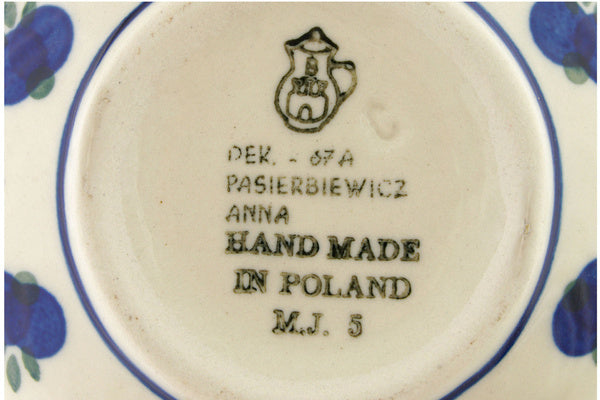 DEK. - 67A
PASIERBIEWICZ
ANNA
HAND MADE
IN POLAND
M.J. 5